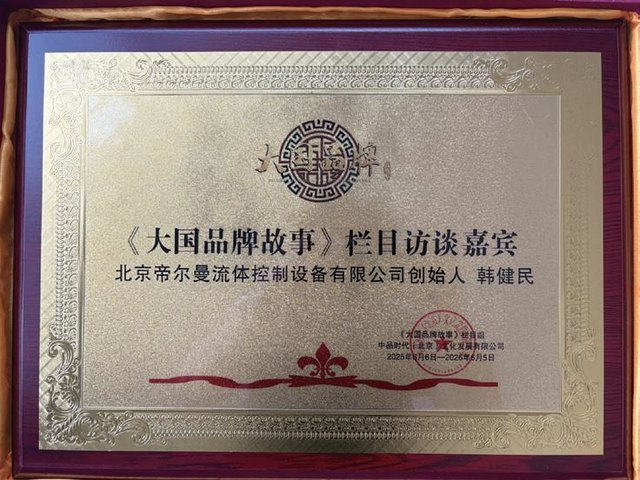 大国品牌
《大国品牌故事》栏目访谈嘉宾
北京帝尔曼流体控制设备有限公司创始人 韩健民
《大国品牌故事》栏目组
中品时代（北京）文化发展有限公司
2025年6月6日—2026年6月5日